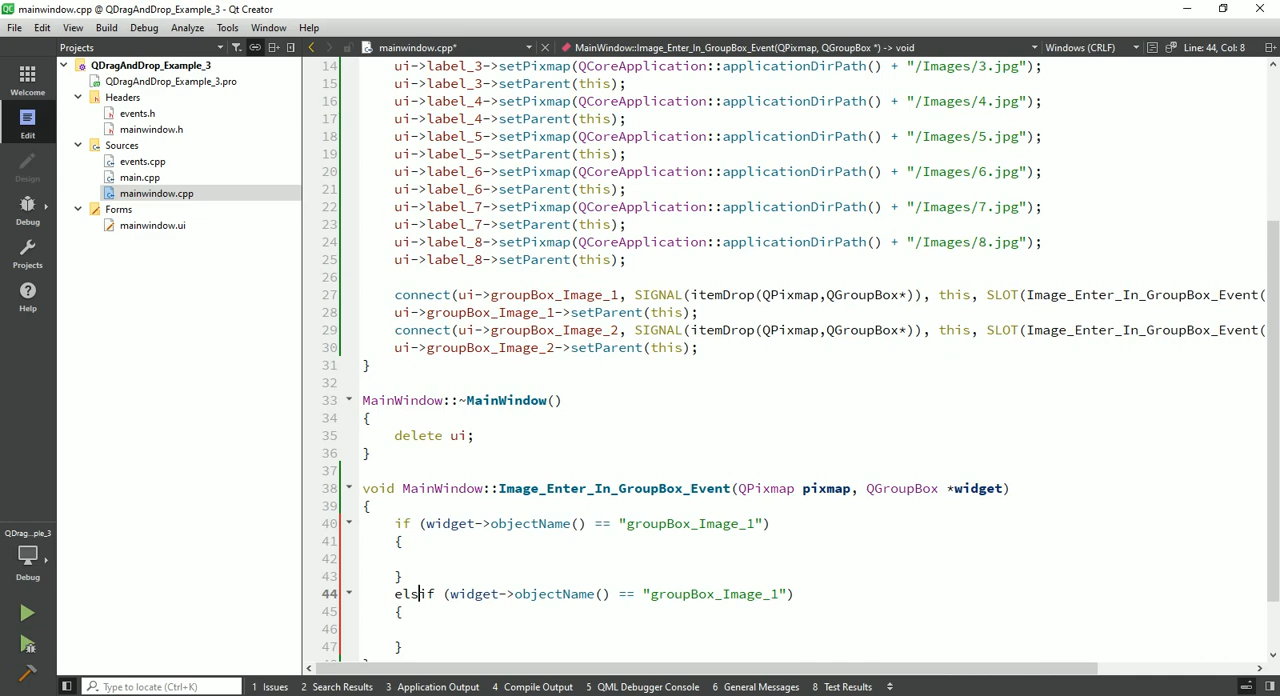 mainwindow.cpp @ QDragAndDrop_Example_3 - Qt Creator
File Edit View Build Debug Analyze Tools Window Help
Projects
mainwindow.cpp*
MainWindow::Image_Enter_In_GroupBox_Event(QPixmap, QGroupBox *) -> void
Windows (CRLF)
Line: 44, Col: 8
Welcome
Edit
Design
Debug
Projects
Help
QDrag...ple_3
Debug
QDragAndDrop_Example_3
QDragAndDrop_Example_3.pro
Headers
events.h
mainwindow.h
Sources
events.cpp
main.cpp
mainwindow.cpp
Forms
mainwindow.ui
14 ui->label_3->setPixmap(QCoreApplication::applicationDirPath() + "/Images/3.jpg");
15 ui->label_3->setParent(this);
16 ui->label_4->setPixmap(QCoreApplication::applicationDirPath() + "/Images/4.jpg");
17 ui->label_4->setParent(this);
18 ui->label_5->setPixmap(QCoreApplication::applicationDirPath() + "/Images/5.jpg");
19 ui->label_5->setParent(this);
20 ui->label_6->setPixmap(QCoreApplication::applicationDirPath() + "/Images/6.jpg");
21 ui->label_6->setParent(this);
22 ui->label_7->setPixmap(QCoreApplication::applicationDirPath() + "/Images/7.jpg");
23 ui->label_7->setParent(this);
24 ui->label_8->setPixmap(QCoreApplication::applicationDirPath() + "/Images/8.jpg");
25 ui->label_8->setParent(this);
26
27 connect(ui->groupBox_Image_1, SIGNAL(itemDrop(QPixmap,QGroupBox*)), this, SLOT(Image_Enter_In_GroupBox_Event(
28 ui->groupBox_Image_1->setParent(this);
29 connect(ui->groupBox_Image_2, SIGNAL(itemDrop(QPixmap,QGroupBox*)), this, SLOT(Image_Enter_In_GroupBox_Event(
30 ui->groupBox_Image_2->setParent(this);
31 }
32
33 MainWindow::~MainWindow()
34 {
35 delete ui;
36 }
37
38 void MainWindow::Image_Enter_In_GroupBox_Event(QPixmap pixmap, QGroupBox *widget)
39 {
40 if (widget->objectName() == "groupBox_Image_1")
41 {
42
43 }
44 elsif (widget->objectName() == "groupBox_Image_1")
45 {
46
47 }
Type to locate (Ctrl+K) 1 Issues 2 Search Results 3 Application Output 4 Compile Output 5 QML Debugger Console 6 General Messages 8 Test Results